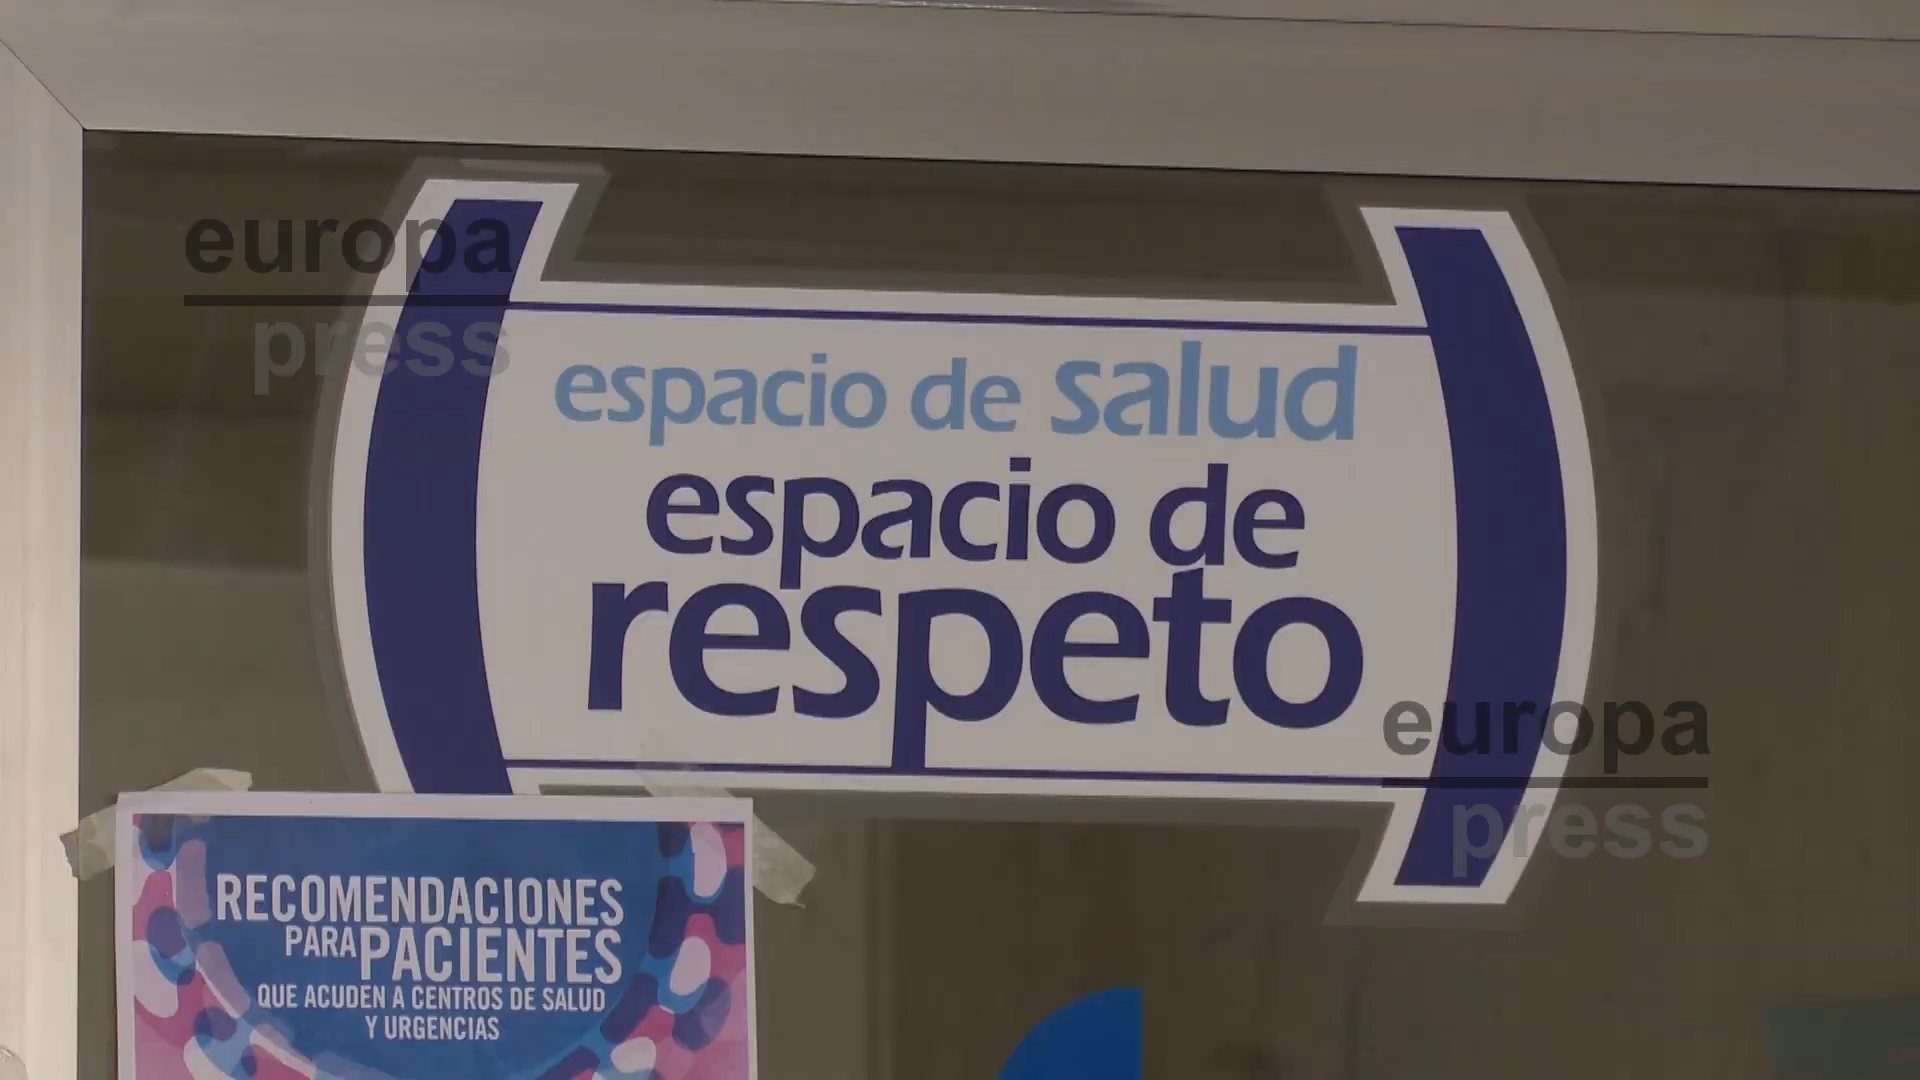 europa
press
espacio de salud
espacio de
respeto
europa
press
RECOMENDACIONES
PARA PACIENTES
QUE ACUDEN A CENTROS DE SALUD
Y URGENCIAS